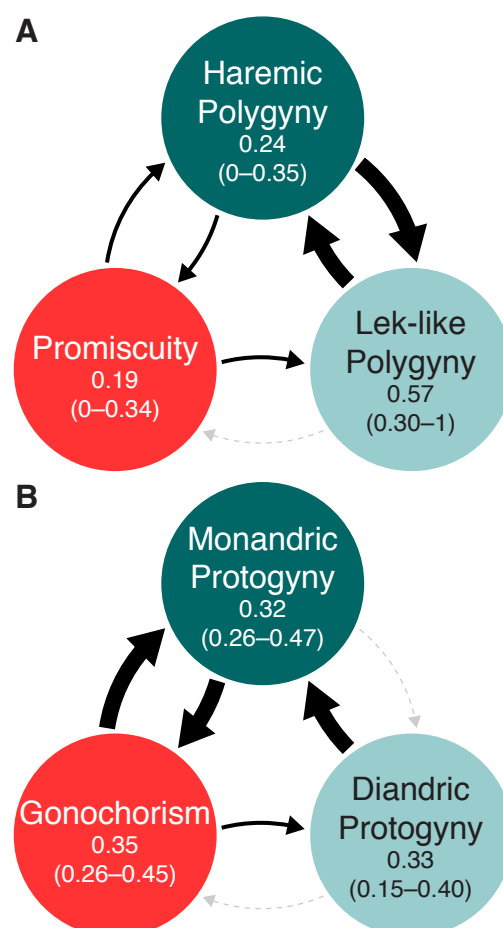 A
Haremic
Polygyny
0.24
(0–0.35)
Promiscuity
0.19
(0–0.34)
Lek-like
Polygyny
0.57
(0.30–1)
B
Monandric
Protogyny
0.32
(0.26–0.47)
Gonochorism
0.35
(0.26–0.45)
Diandric
Protogyny
0.33
(0.15–0.40)